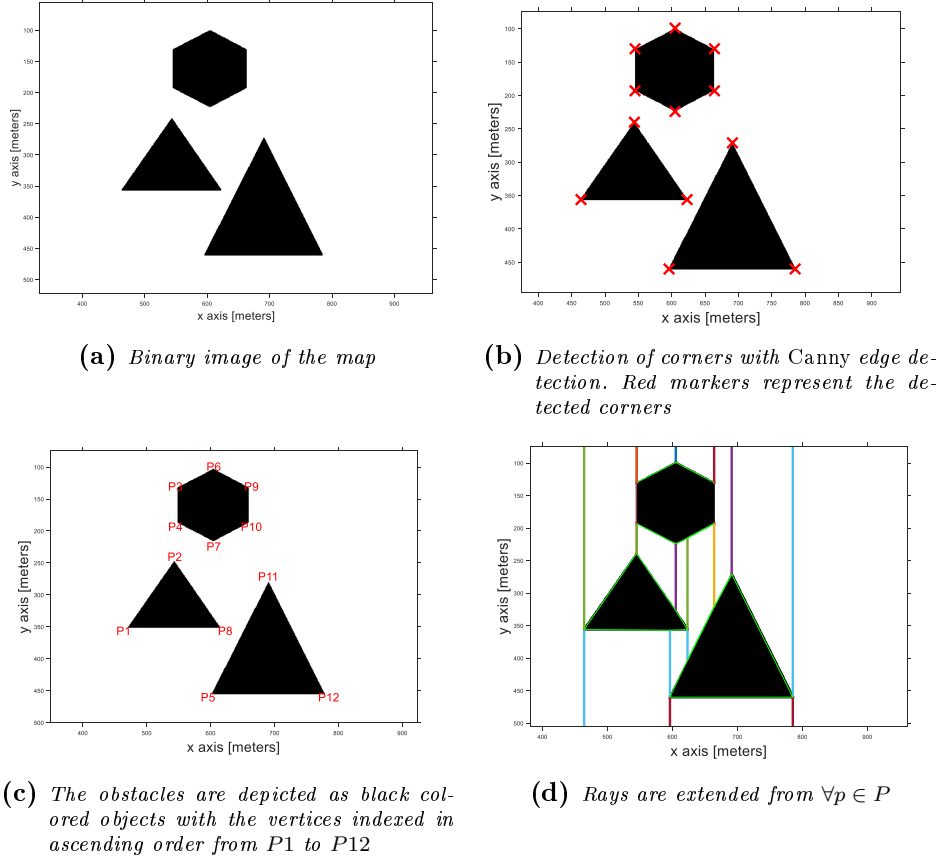 100
150
200
250
300
350
400
450
500
y axis [meters]
400
500
600
700
800
900
x axis [meters]
(a) Binary image of the map
100
150
200
250
300
350
400
450
y axis [meters]
400
450
500
550
600
650
700
750
800
850
900
x axis [meters]
(b) Detection of corners with Canny edge de-
tection. Red markers represent the de-
tected corners
100
150
200
250
300
350
400
450
500
y axis [meters]
P6
P3
P9
P4
P10
P7
P2
P11
P1
P8
P5
P12
400
500
600
700
800
900
x axis [meters]
(c) The obstacles are depicted as black col-
ored objects with the vertices indexed in
ascending order from P1 to P12
100
150
200
250
300
350
400
450
500
y axis [meters]
400
500
600
700
800
900
x axis [meters]
(d) Rays are extended from ∀p ∈ P